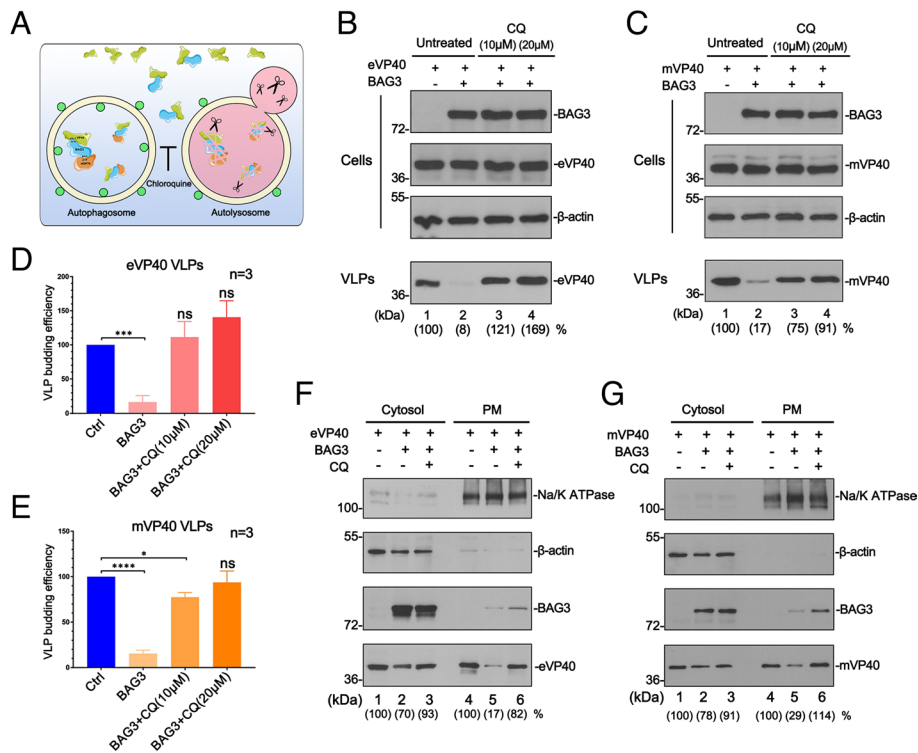 A
Chloroquine
Autophagosome
Autolysosome
B
CQ
Untreated (10µM) (20µM)
eVP40 + + + +
BAG3 - + + +
-BAG3
72-
Cells
-eVP40
55-
-β-actin
VLPs
-eVP40
36-
(kDa) 1 2 3 4
(100) (8) (121) (169) %
C
CQ
Untreated (10µM) (20µM)
mVP40 + + + +
BAG3 - + + +
-BAG3
72-
Cells
-mVP40
36-
55-
-β-actin
VLPs
-mVP40
36-
(kDa) 1 2 3 4
(100) (17) (75) (91) %
D
eVP40 VLPs
n=3
VLP budding efficiency
200
150
100
50
0
***
ns
ns
Ctrl
BAG3
BAG3+CQ(10µM)
BAG3+CQ(20µM)
E
mVP40 VLPs
n=3
VLP budding efficiency
150
100
50
0
*
****
ns
Ctrl
BAG3
BAG3+CQ(10µM)
BAG3+CQ(20µM)
F
Cytosol PM
eVP40 + + + + + +
BAG3 - + + - + +
CQ - - + - - +
-Na/K ATPase
100-
55-
-β-actin
-BAG3
72-
-eVP40
36-
(kDa) 1 2 3 4 5 6
(100) (70) (93) (100) (17) (82) %
G
Cytosol PM
mVP40 + + + + + +
BAG3 - + + - + +
CQ - - + - - +
-Na/K ATPase
100-
55-
-β-actin
-BAG3
72-
-mVP40
36-
(kDa) 1 2 3 4 5 6
(100) (78) (91) (100) (29) (114) %